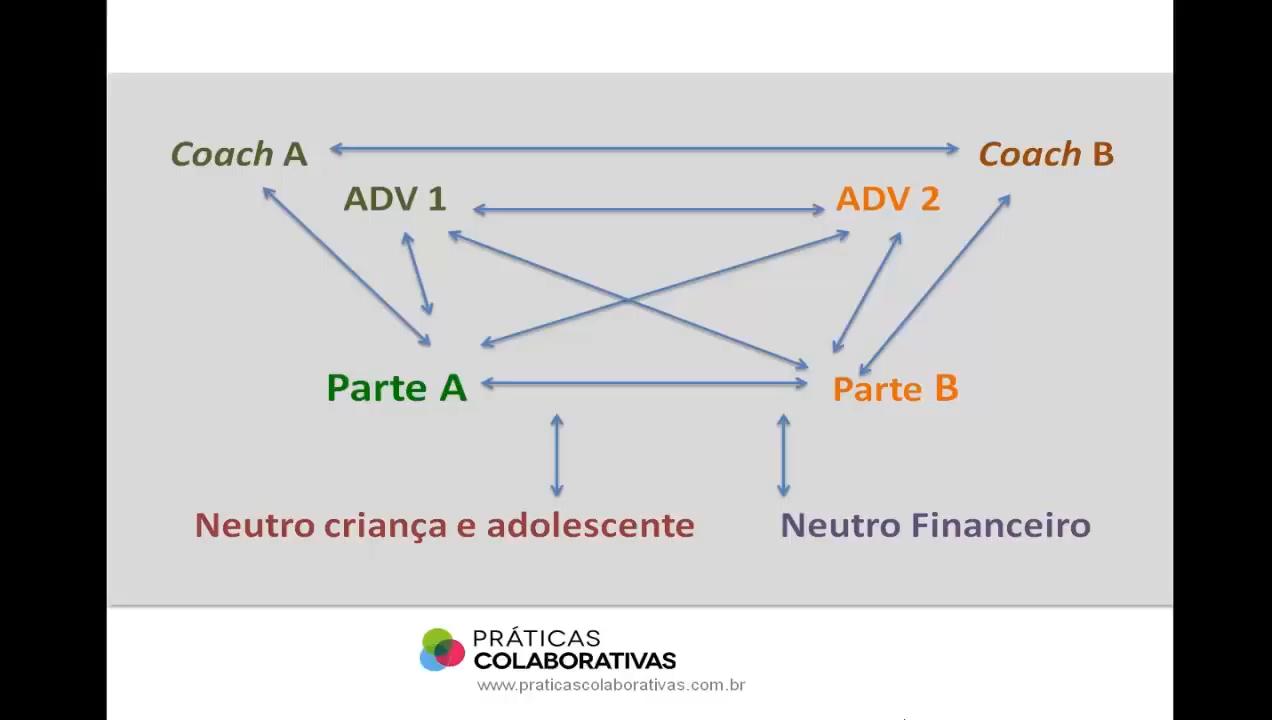 Coach A
Coach B
ADV 1
ADV 2
Parte A
Parte B
Neutro criança e adolescente
Neutro Financeiro
PRÁTICAS
COLABORATIVAS
www.praticascolaborativas.com.br